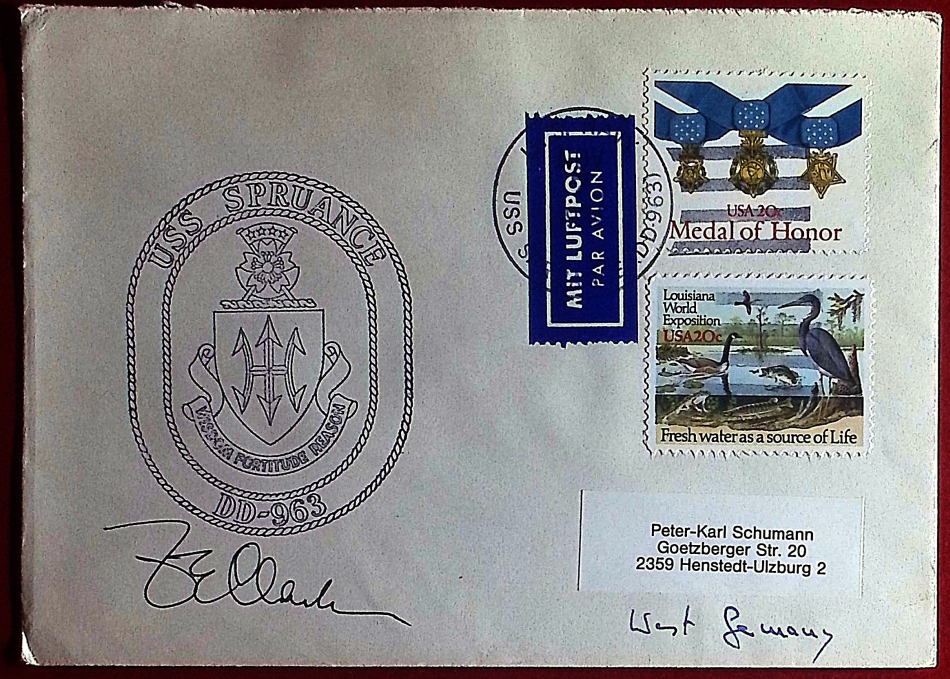 USS SPRUANCE
WISDOM FORTITUDE REASON
DD-963
USS S
(DD-963)
MIT LUFTPOST
PAR AVION
USA 20c
Medal of Honor
Louisiana
World
Exposition
USA 20c
Fresh water as a source of Life
Peter-Karl Schumann
Goetzberger Str. 20
2359 Henstedt-Ulzburg 2
West Germany